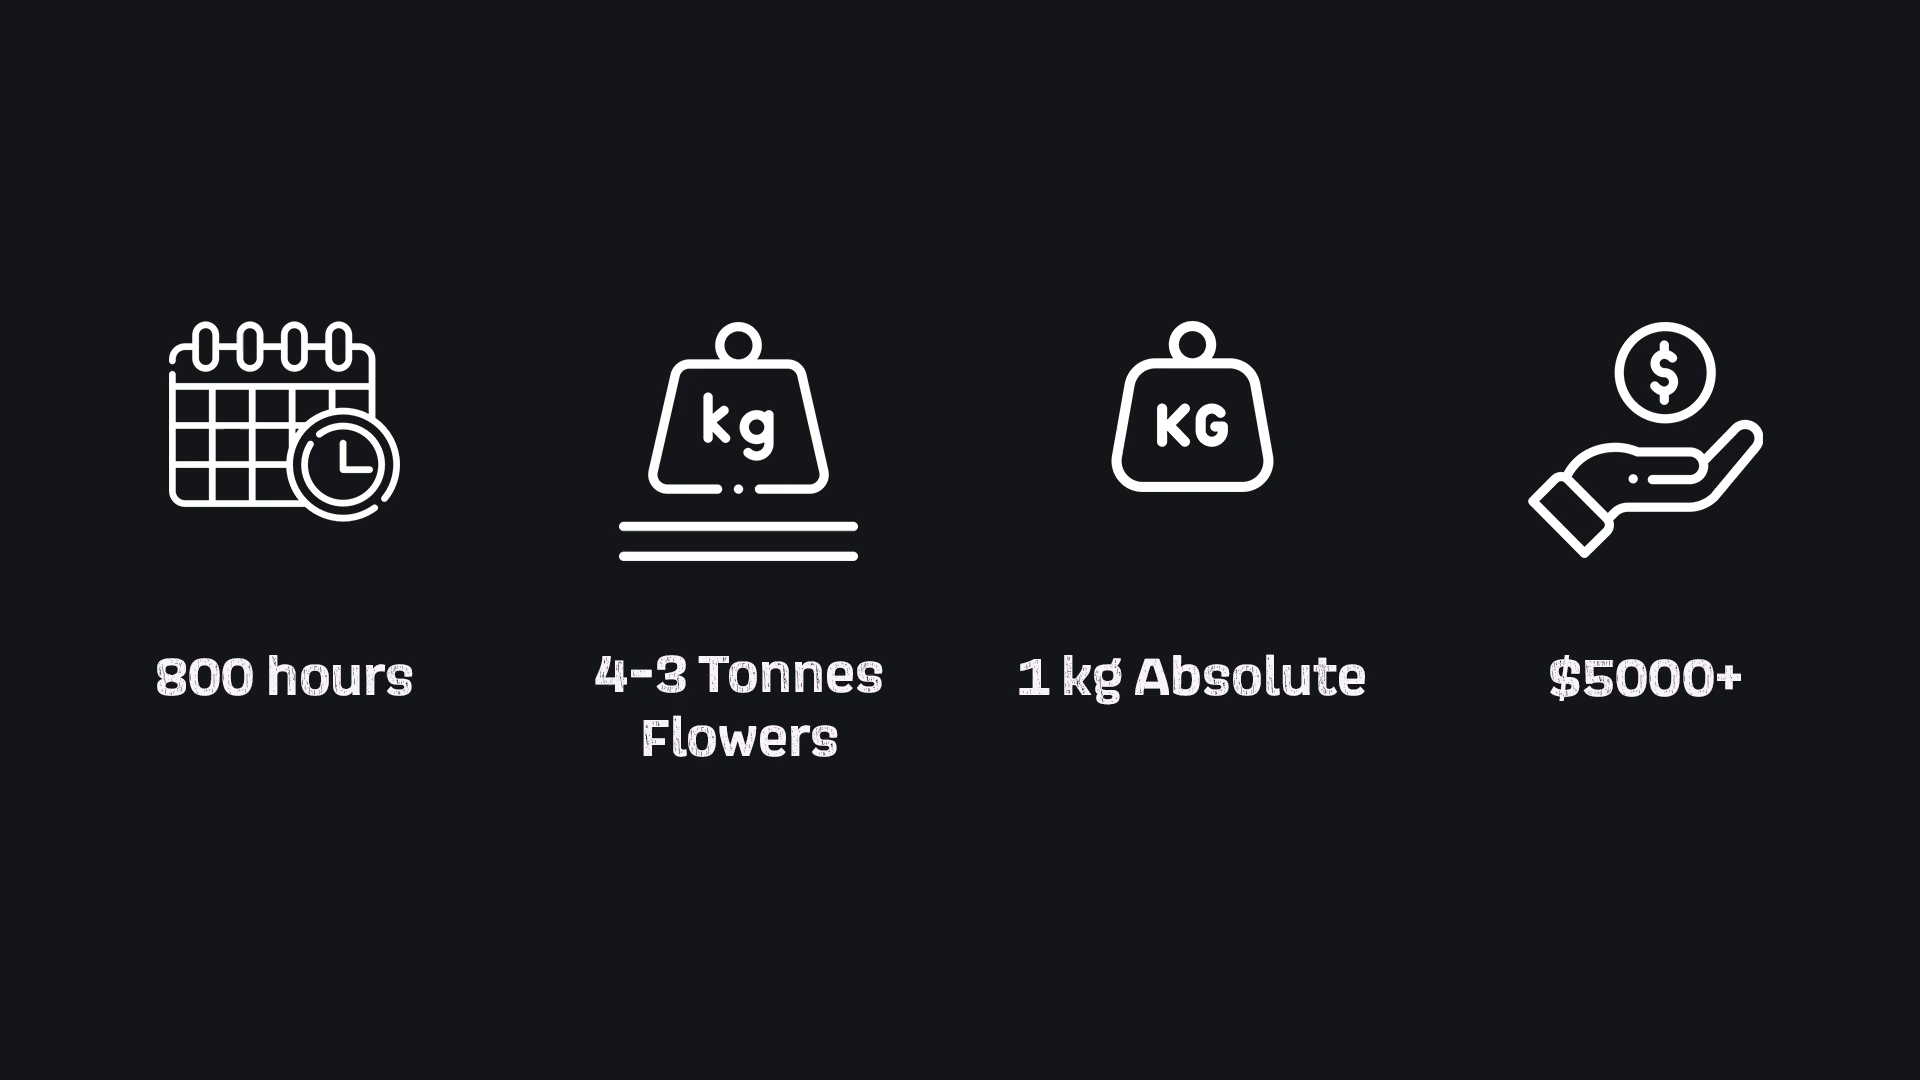 kg
KG
$
800 hours
4-3 Tonnes
Flowers
1 kg Absolute
$5000+